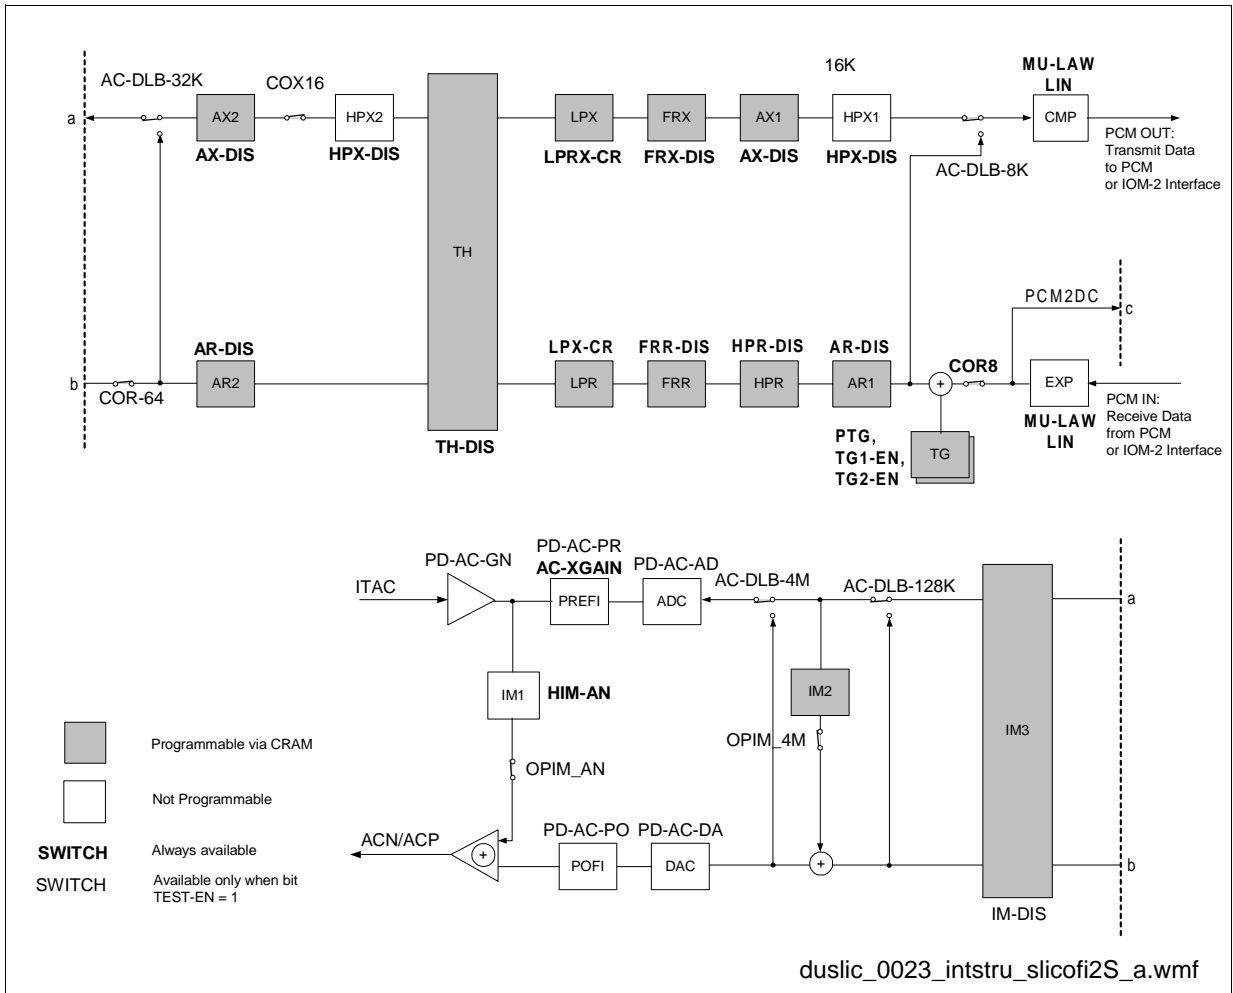 AC-DLB-32K
COX16
16K
MU-LAW
LIN
a
AX2
HPX2
LPX
FRX
AX1
HPX1
CMP
AX-DIS
HPX-DIS
LPRX-CR
FRX-DIS
AX-DIS
HPX-DIS
AC-DLB-8K
PCM OUT:
Transmit Data
to PCM
or IOM-2 Interface
TH
PCM2DC
c
AR-DIS
LPX-CR
FRR-DIS
HPR-DIS
AR-DIS
COR8
b
COR-64
AR2
LPR
FRR
HPR
AR1
+
EXP
MU-LAW
LIN
PCM IN:
Receive Data
from PCM
or IOM-2 Interface
TH-DIS
PTG,
TG1-EN,
TG2-EN
TG
PD-AC-GN
PD-AC-PR
AC-XGAIN
PD-AC-AD
AC-DLB-4M
AC-DLB-128K
ITAC
PREFI
ADC
a
IM1
HIM-AN
IM2
IM3
OPIM_4M
OPIM_AN
Programmable via CRAM
Not Programmable
SWITCH
Always available
SWITCH
Available only when bit
TEST-EN = 1
ACN/ACP
+
PD-AC-PO
PD-AC-DA
POFI
DAC
+
b
IM-DIS
duslic_0023_intstru_slicofi2S_a.wmf